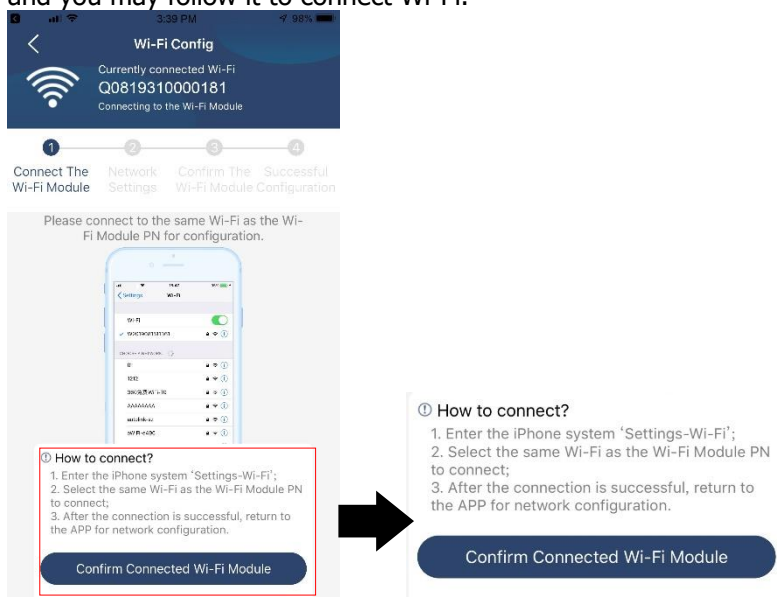 and you may follow it to connect Wi-Fi.
3:39 PM
98%
Wi-Fi Config
Currently connected Wi-Fi
Q0819310000181
Connecting to the Wi-Fi Module
1
2
3
4
Connect The
Wi-Fi Module
Network
Settings
Confirm The
Wi-Fi Module
Successful
Configuration
Please connect to the same Wi-Fi as the Wi-
Fi Module PN for configuration.
Settings
Wi-Fi
Wi-Fi
How to connect?
1. Enter the iPhone system ‘Settings-Wi-Fi’;
2. Select the same Wi-Fi as the Wi-Fi Module PN
to connect;
3. After the connection is successful, return to
the APP for network configuration.
Confirm Connected Wi-Fi Module
How to connect?
1. Enter the iPhone system ‘Settings-Wi-Fi’;
2. Select the same Wi-Fi as the Wi-Fi Module PN
to connect;
3. After the connection is successful, return to
the APP for network configuration.
Confirm Connected Wi-Fi Module